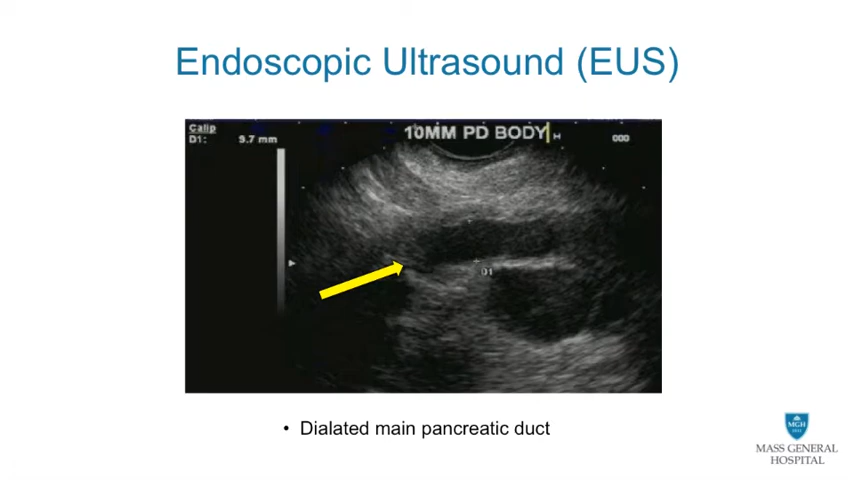 Endoscopic Ultrasound (EUS)
Calip
D1: 9.7 mm
10MM PD BODY
H
000
D1
• Dialated main pancreatic duct
MGH
1811
MASS GENERAL
HOSPITAL